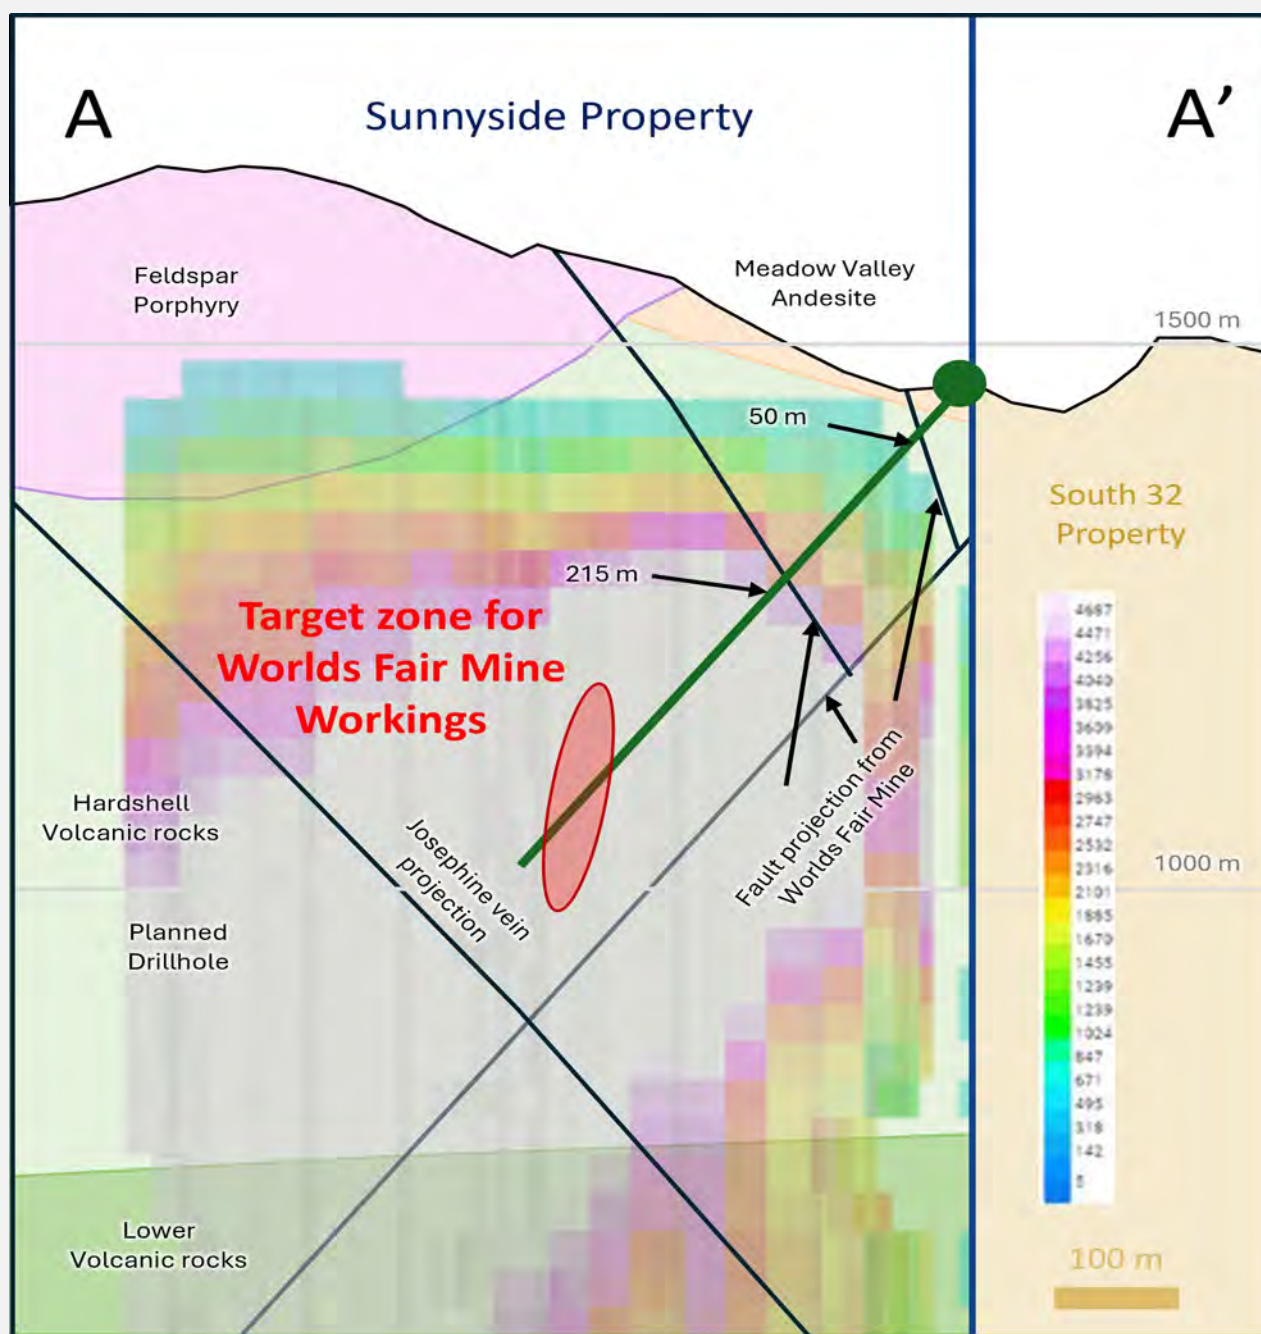 A
Sunnyside Property
A’
Feldspar
Porphyry
Meadow Valley
Andesite
1500 m
50 m
South 32
Property
215 m
Target zone for
Worlds Fair Mine
Workings
Hardshell
Volcanic rocks
Josephine vein
projection
Fault projection from
Worlds Fair Mine
1000 m
Planned
Drillhole
Lower
Volcanic rocks
4687
4471
4256
4040
3825
3609
3394
3178
2963
2747
2532
2316
2101
1885
1670
1455
1239
1239
1024
847
671
495
318
142
100 m